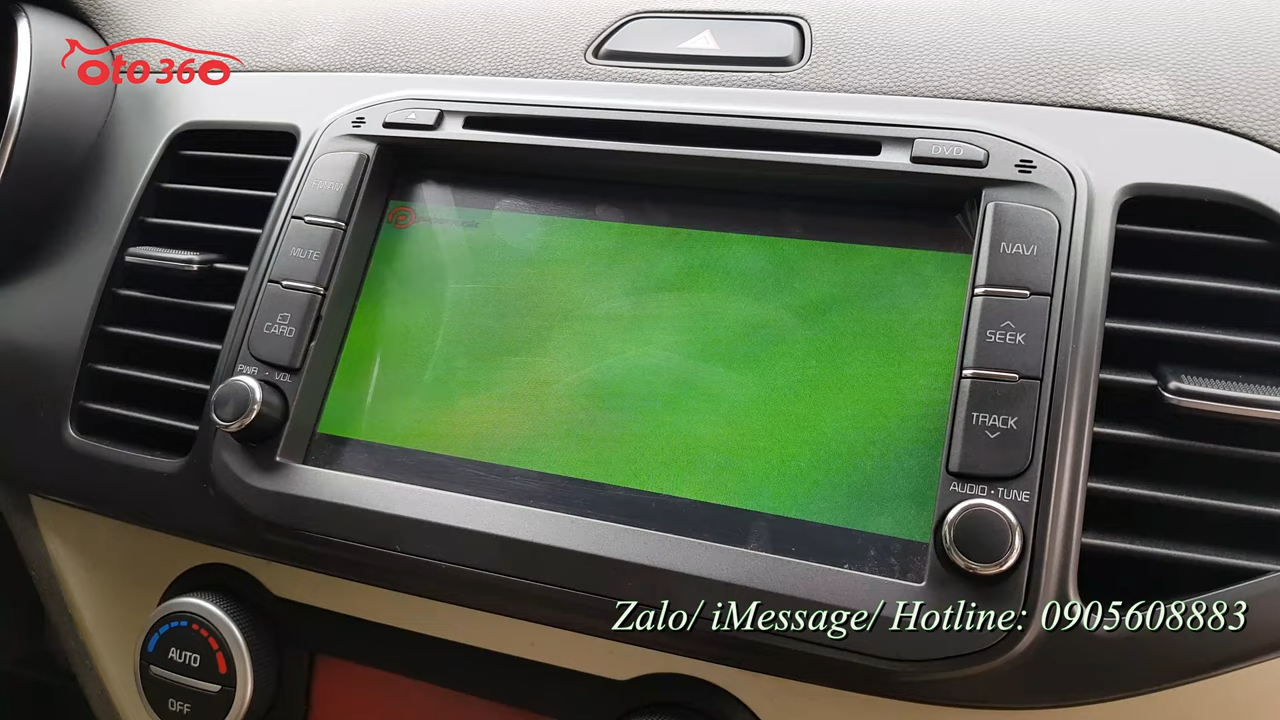 oto360
DVD
FM/AM
MUTE
CARD
PWR • VOL
NAVI
SEEK
TRACK
AUDIO • TUNE
Zalo/ iMessage/ Hotline: 0905608883
AUTO
OFF